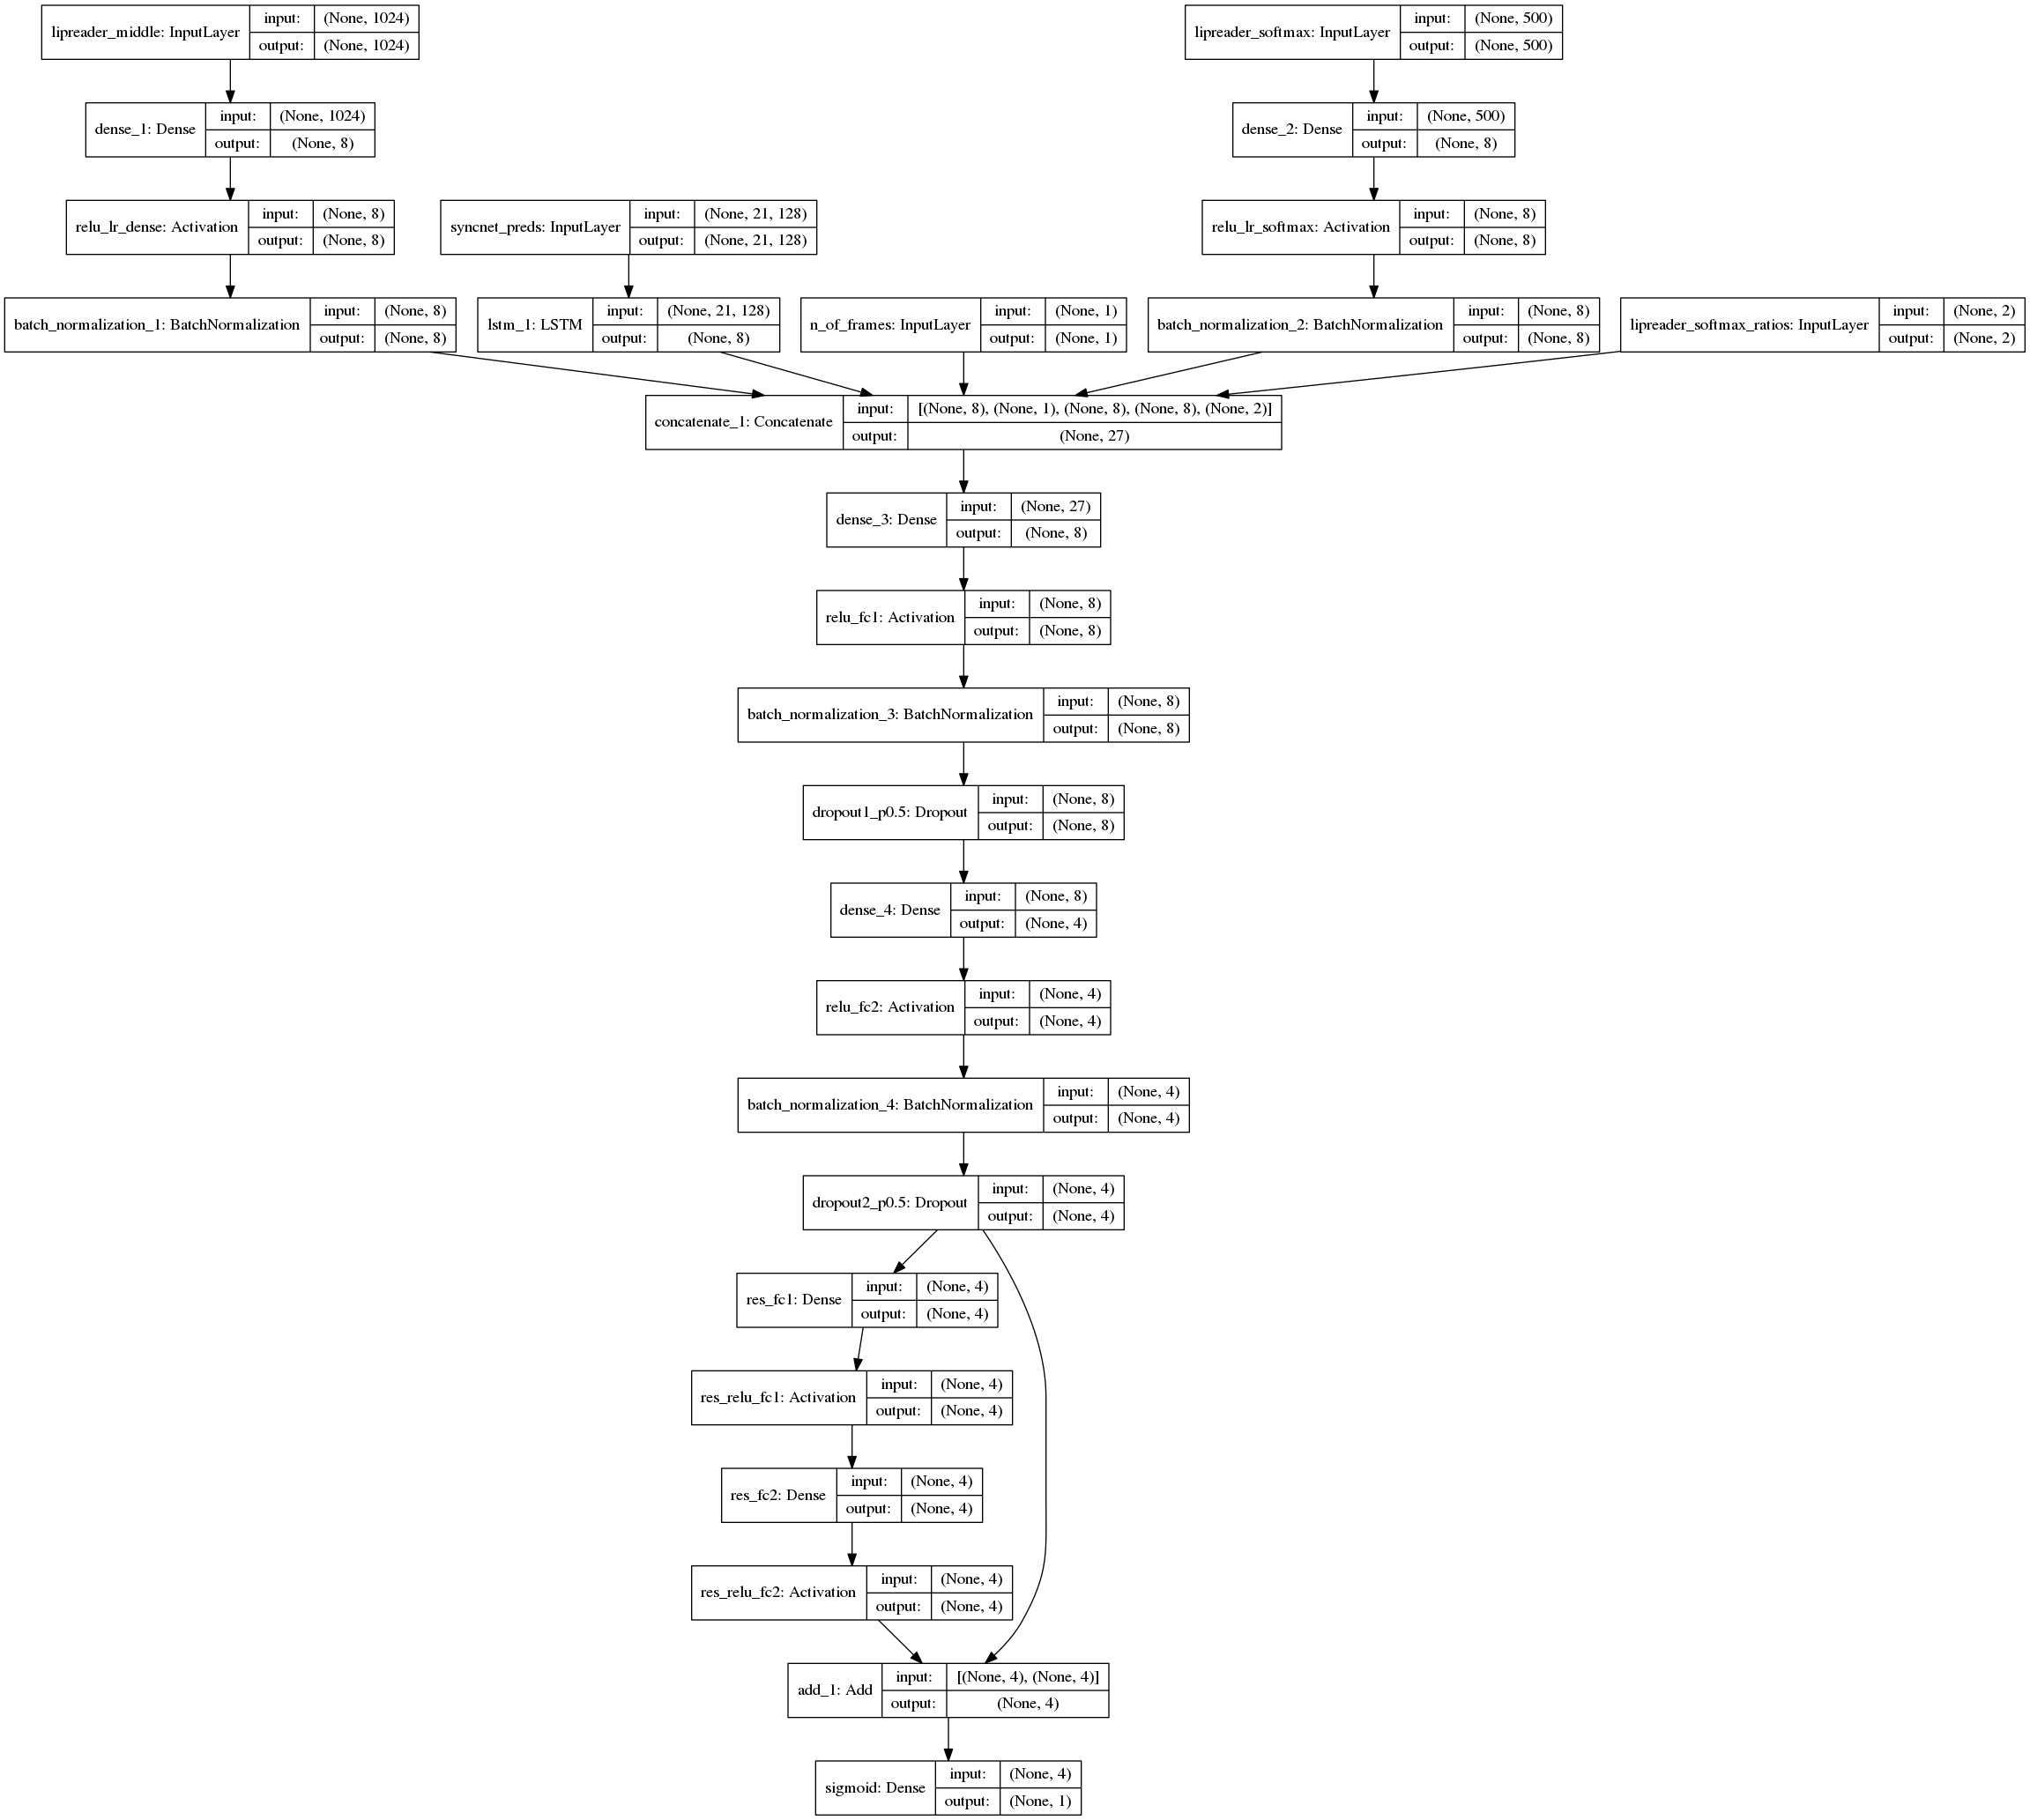 lipreader_middle: InputLayer
input:
(None, 1024)
output:
(None, 1024)
lipreader_softmax: InputLayer
input:
(None, 500)
output:
(None, 500)
dense_1: Dense
input:
(None, 1024)
output:
(None, 8)
dense_2: Dense
input:
(None, 500)
output:
(None, 8)
relu_lr_dense: Activation
input:
(None, 8)
output:
(None, 8)
syncnet_preds: InputLayer
input:
(None, 21, 128)
output:
(None, 21, 128)
relu_lr_softmax: Activation
input:
(None, 8)
output:
(None, 8)
batch_normalization_1: BatchNormalization
input:
(None, 8)
output:
(None, 8)
lstm_1: LSTM
input:
(None, 21, 128)
output:
(None, 8)
n_of_frames: InputLayer
input:
(None, 1)
output:
(None, 1)
batch_normalization_2: BatchNormalization
input:
(None, 8)
output:
(None, 8)
lipreader_softmax_ratios: InputLayer
input:
(None, 2)
output:
(None, 2)
concatenate_1: Concatenate
input:
[(None, 8), (None, 1), (None, 8), (None, 8), (None, 2)]
output:
(None, 27)
dense_3: Dense
input:
(None, 27)
output:
(None, 8)
relu_fc1: Activation
input:
(None, 8)
output:
(None, 8)
batch_normalization_3: BatchNormalization
input:
(None, 8)
output:
(None, 8)
dropout1_p0.5: Dropout
input:
(None, 8)
output:
(None, 8)
dense_4: Dense
input:
(None, 8)
output:
(None, 4)
relu_fc2: Activation
input:
(None, 4)
output:
(None, 4)
batch_normalization_4: BatchNormalization
input:
(None, 4)
output:
(None, 4)
dropout2_p0.5: Dropout
input:
(None, 4)
output:
(None, 4)
res_fc1: Dense
input:
(None, 4)
output:
(None, 4)
res_relu_fc1: Activation
input:
(None, 4)
output:
(None, 4)
res_fc2: Dense
input:
(None, 4)
output:
(None, 4)
res_relu_fc2: Activation
input:
(None, 4)
output:
(None, 4)
add_1: Add
input:
[(None, 4), (None, 4)]
output:
(None, 4)
sigmoid: Dense
input:
(None, 4)
output:
(None, 1)